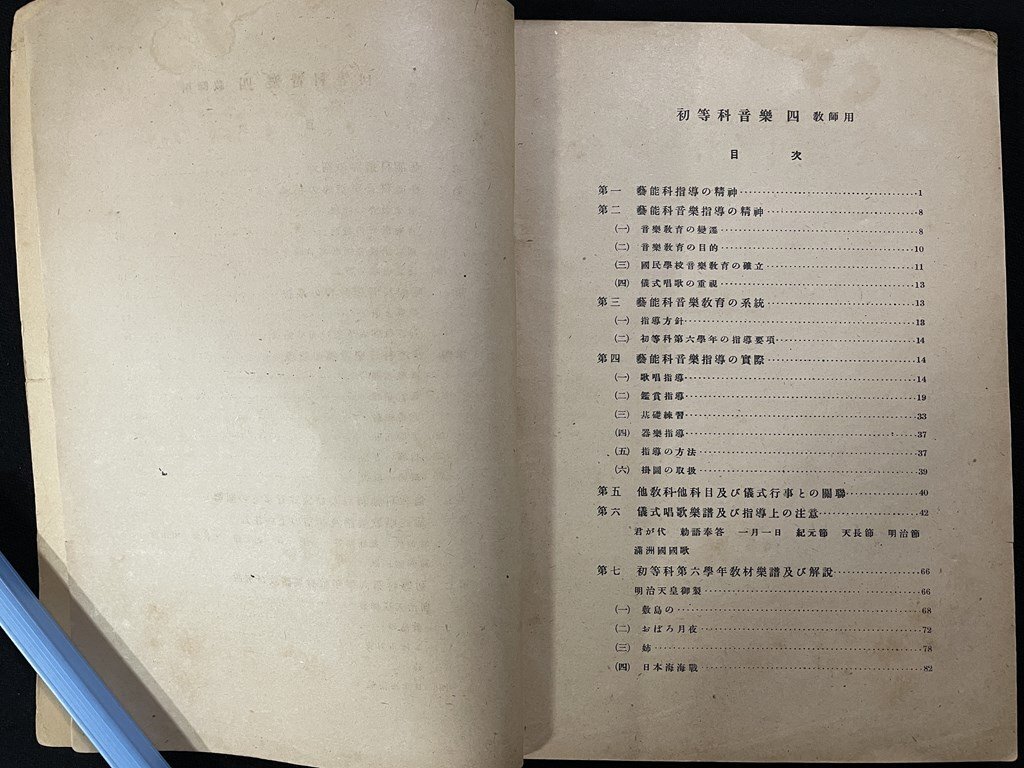 初等科音樂 四 敎師用
目 次
第一 藝能科指導の精神 1
第二 藝能科音樂指導の精神 8
(一) 音樂敎育の變遷 8
(二) 音樂敎育の目的 10
(三) 國民學校音樂敎育の確立 11
(四) 儀式唱歌の重視 13
第三 藝能科音樂敎育の系統 13
(一) 指導方針 13
(二) 初等科第六學年の指導要項 14
第四 藝能科音樂指導の實際 14
(一) 歌唱指導 14
(二) 鑑賞指導 19
(三) 基礎練習 33
(四) 器樂指導 37
(五) 指導の方法 37
(六) 掛圖の取扱 39
第五 他敎科他科目及び儀式行事との關聯 40
第六 儀式唱歌樂譜及び指導上の注意 42
君が代 勅語奉答 一月一日 紀元節 天長節 明治節
滿洲國國歌
第七 初等科第六學年敎材樂譜及び解說 66
明治天皇御製 66
(一) 敷島の 68
(二) おぼろ月夜 72
(三) 姉 78
(四) 日本海海戰 82